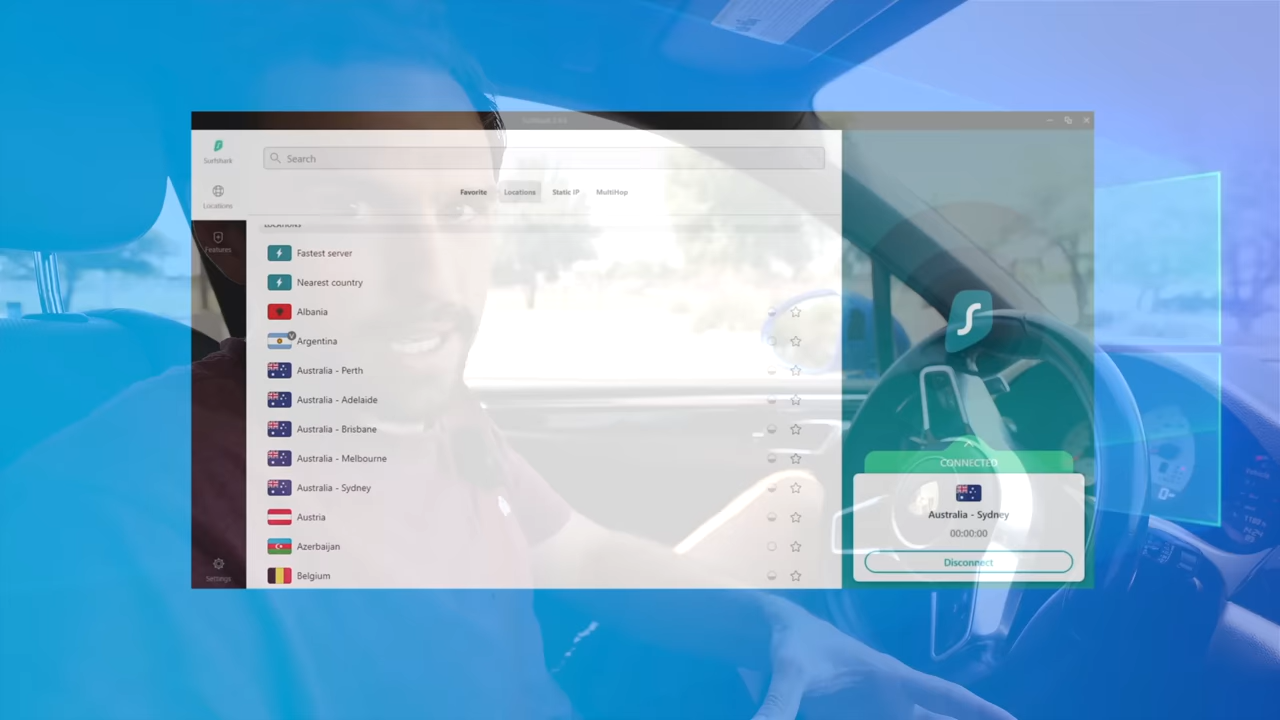 Surfshark
Search
Locations
Favorite Locations Static IP MultiHop
LOCATIONS
Features
Fastest server
Nearest country
Albania
Argentina
Australia - Perth
Australia - Adelaide
Australia - Brisbane
Australia - Melbourne
Australia - Sydney
Austria
Azerbaijan
Belgium
Settings
CONNECTED
Australia - Sydney
00:00:00
Disconnect